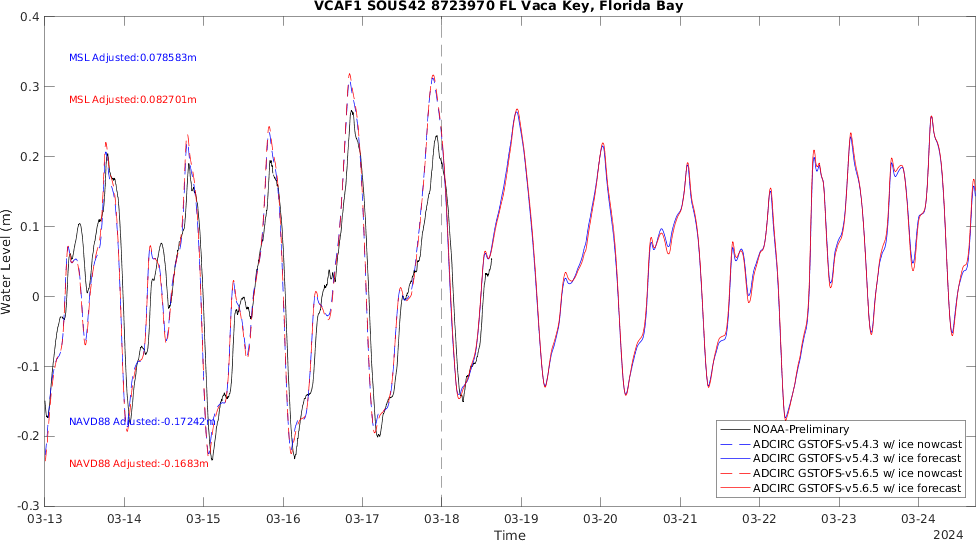 VCAF1 SOUS42 8723970 FL Vaca Key, Florida Bay
0.4
MSL Adjusted:0.078583m
0.3
MSL Adjusted:0.082701m
0.2
0.1
Water Level (m)
0
-0.1
NAVD88 Adjusted:-0.17242m
-0.2
NAVD88 Adjusted:-0.1683m
-0.3
NOAA-Preliminary
ADCIRC GSTOFS-v5.4.3 w/ ice nowcast
ADCIRC GSTOFS-v5.4.3 w/ ice forecast
ADCIRC GSTOFS-v5.6.5 w/ ice nowcast
ADCIRC GSTOFS-v5.6.5 w/ ice forecast
03-13 03-14 03-15 03-16 03-17 03-18 03-19 03-20 03-21 03-22 03-23 03-24
Time
2024